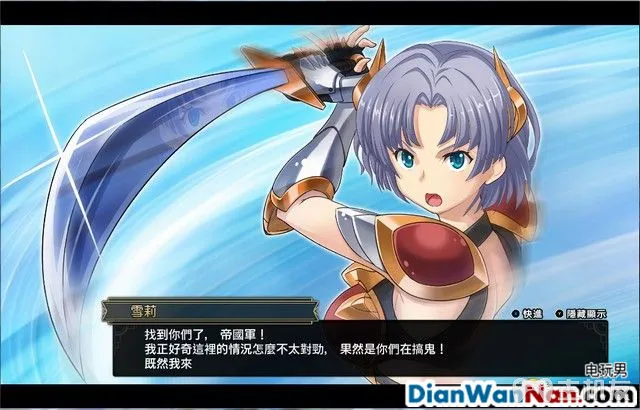 雪莉
快進 隱藏顯示
找到你們了， 帝國軍！
我正好奇這裡的情況怎麼不太對勁， 果然是你們在搞鬼！
既然我來
电玩男
DianWanNan.com